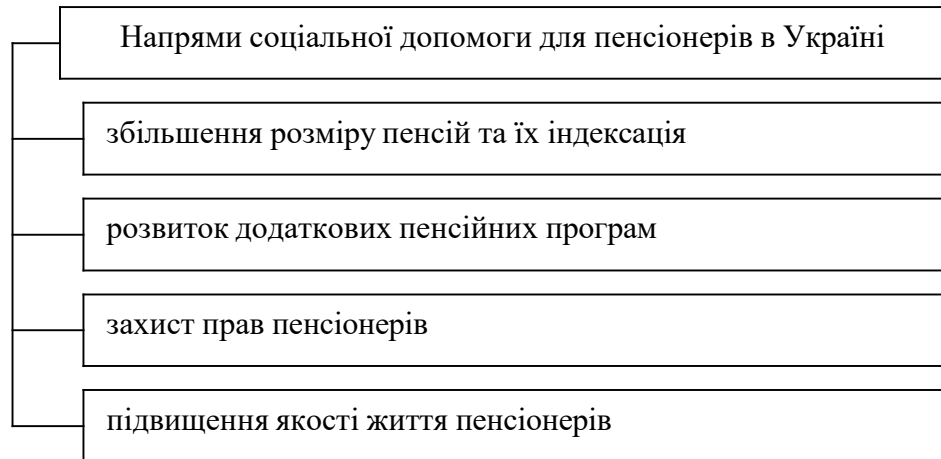 Напрями соціальної допомоги для пенсіонерів в Україні
збільшення розміру пенсій та їх індексація
розвиток додаткових пенсійних програм
захист прав пенсіонерів
підвищення якості життя пенсіонерів